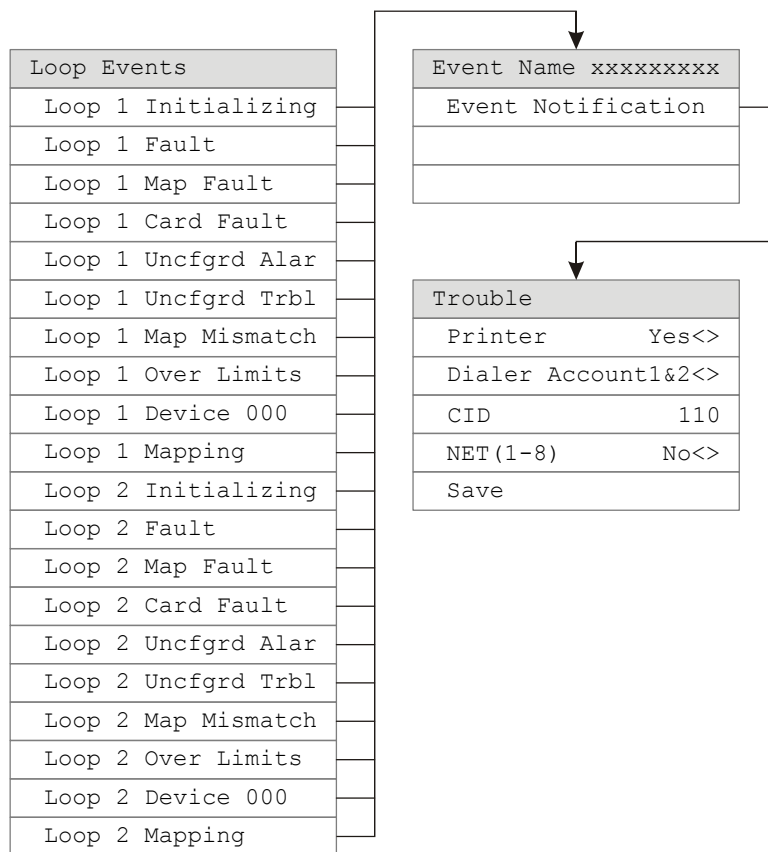 Loop Events
Loop 1 Initializing
Loop 1 Fault
Loop 1 Map Fault
Loop 1 Card Fault
Loop 1 Uncfgrd Alar
Loop 1 Uncfgrd Trbl
Loop 1 Map Mismatch
Loop 1 Over Limits
Loop 1 Device 000
Loop 1 Mapping
Loop 2 Initializing
Loop 2 Fault
Loop 2 Map Fault
Loop 2 Card Fault
Loop 2 Uncfgrd Alar
Loop 2 Uncfgrd Trbl
Loop 2 Map Mismatch
Loop 2 Over Limits
Loop 2 Device 000
Loop 2 Mapping
Event Name xxxxxxxxx
Event Notification
Trouble
Printer Yes<>
Dialer Account1&2<>
CID 110
NET(1-8) No<>
Save